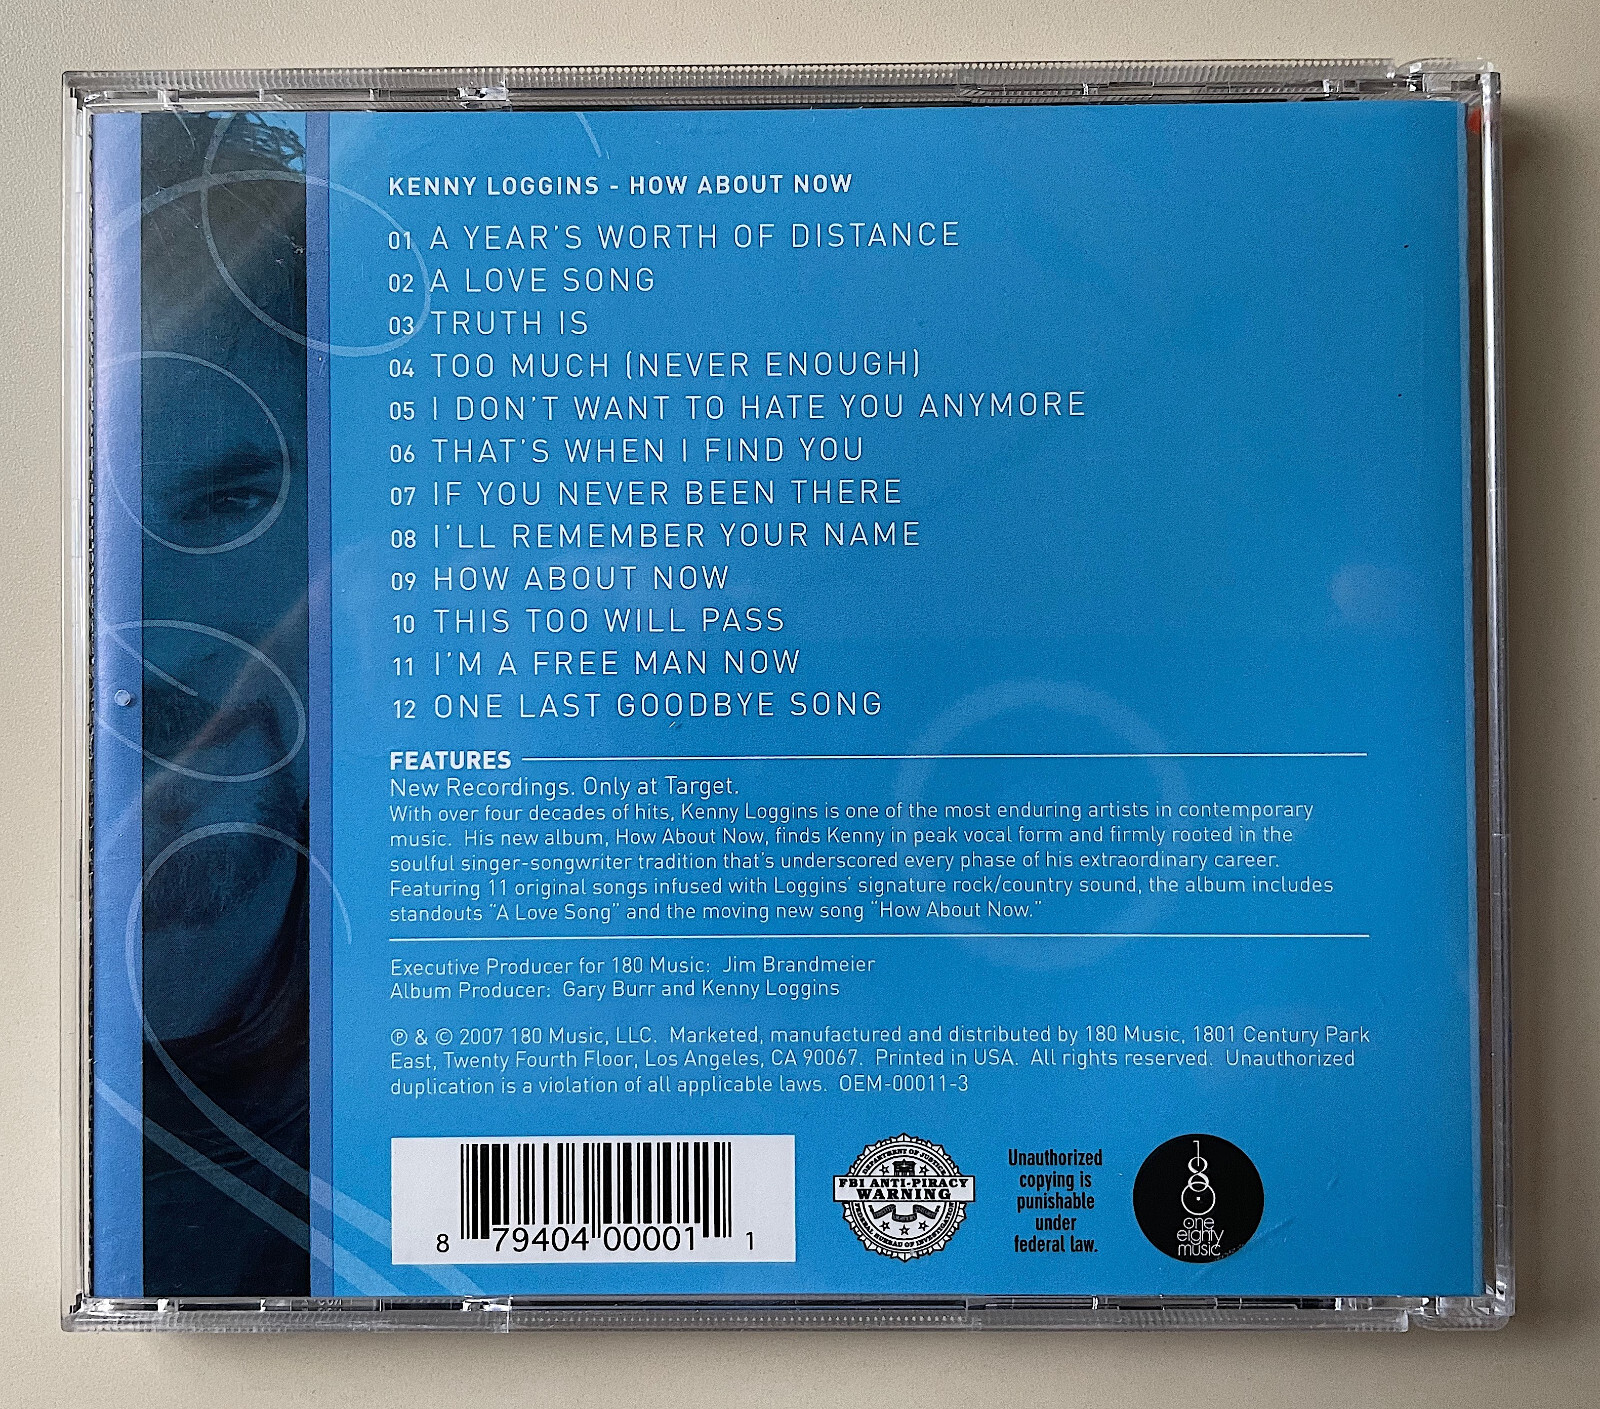 KENNY LOGGINS - HOW ABOUT NOW
01 A YEAR'S WORTH OF DISTANCE
02 A LOVE SONG
03 TRUTH IS
04 TOO MUCH (NEVER ENOUGH)
05 I DON'T WANT TO HATE YOU ANYMORE
06 THAT'S WHEN I FIND YOU
07 IF YOU NEVER BEEN THERE
08 I'LL REMEMBER YOUR NAME
09 HOW ABOUT NOW
10 THIS TOO WILL PASS
11 I'M A FREE MAN NOW
12 ONE LAST GOODBYE SONG
FEATURES
New Recordings. Only at Target.
With over four decades of hits, Kenny Loggins is one of the most enduring artists in contemporary
music. His new album, How About Now, finds Kenny in peak vocal form and firmly rooted in the
soulful singer-songwriter tradition that's underscored every phase of his extraordinary career.
Featuring 11 original songs infused with Loggins' signature rock/country sound, the album includes
standouts "A Love Song" and the moving new song "How About Now."
Executive Producer for 180 Music: Jim Brandmeier
Album Producer: Gary Burr and Kenny Loggins
℗ & © 2007 180 Music, LLC. Marketed, manufactured and distributed by 180 Music, 1801 Century Park
East, Twenty Fourth Floor, Los Angeles, CA 90067. Printed in USA. All rights reserved. Unauthorized
duplication is a violation of all applicable laws. OEM-00011-3
8 79404 00001 1
DEPARTMENT OF JUSTICE
FBI ANTI-PIRACY
WARNING
FEDERAL BUREAU OF INVESTIGATION
Unauthorized
copying is
punishable
under
federal law.
180
one
eighty
music